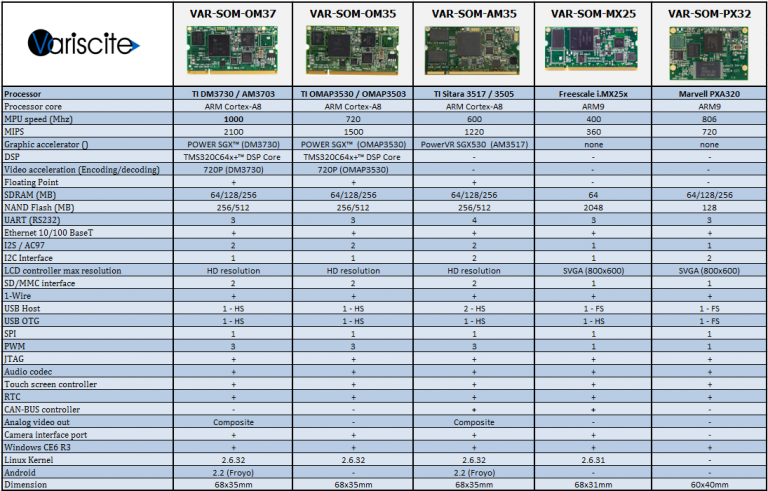 Variscite VAR-SOM-OM37 VAR-SOM-OM35 VAR-SOM-AM35 VAR-SOM-MX25 VAR-SOM-PX32
Processor TI DM3730 / AM3703 TI OMAP3530 / OMAP3503 TI Sitara 3517 / 3505 Freescale i.MX25x Marvell PXA320
Processor core ARM Cortex-A8 ARM Cortex-A8 ARM Cortex-A8 ARM9 ARM9
MPU speed (Mhz) 1000 720 600 400 806
MIPS 2100 1500 1220 360 720
Graphic accelerator () POWER SGX™ (DM3730) POWER SGX™ (OMAP3530) PowerVR SGX530 (AM3517) none none
DSP TMS320C64x+™ DSP Core TMS320C64x+™ DSP Core - - -
Video acceleration (Encoding/decoding) 720P (DM3730) 720P (OMAP3530) - - -
Floating Point + + + - -
SDRAM (MB) 64/128/256 64/128/256 64/128/256 64 64/128/256
NAND Flash (MB) 256/512 256/512 256/512 2048 128
UART (RS232) 3 3 4 3 3
Ethernet 10/100 BaseT + + + + +
I2S / AC97 2 2 2 1 1
I2C Interface 1 1 2 1 2
LCD controller max resolution HD resolution HD resolution HD resolution SVGA (800x600) SVGA (800x600)
SD/MMC interface 2 2 2 1 1
1-Wire + + + + +
USB Host 1 - HS 1 - HS 2 - HS 1 - FS 1 - FS
USB OTG 1 - HS 1 - HS 1 - HS 1 - HS 1 - FS
SPI 1 1 1 1 1
PWM 3 3 3 1 1
JTAG + + + + +
Audio codec + + + + +
Touch screen controller + + + + +
RTC + + + + +
CAN-BUS controller - - + + -
Analog video out Composite - Composite - -
Camera interface port + + + + -
Windows CE6 R3 + + + + +
Linux Kernel 2.6.32 2.6.32 2.6.32 2.6.31 -
Android 2.2 (Froyo) - 2.2 (Froyo) - -
Dimension 68x35mm 68x35mm 68x35mm 68x31mm 60x40mm